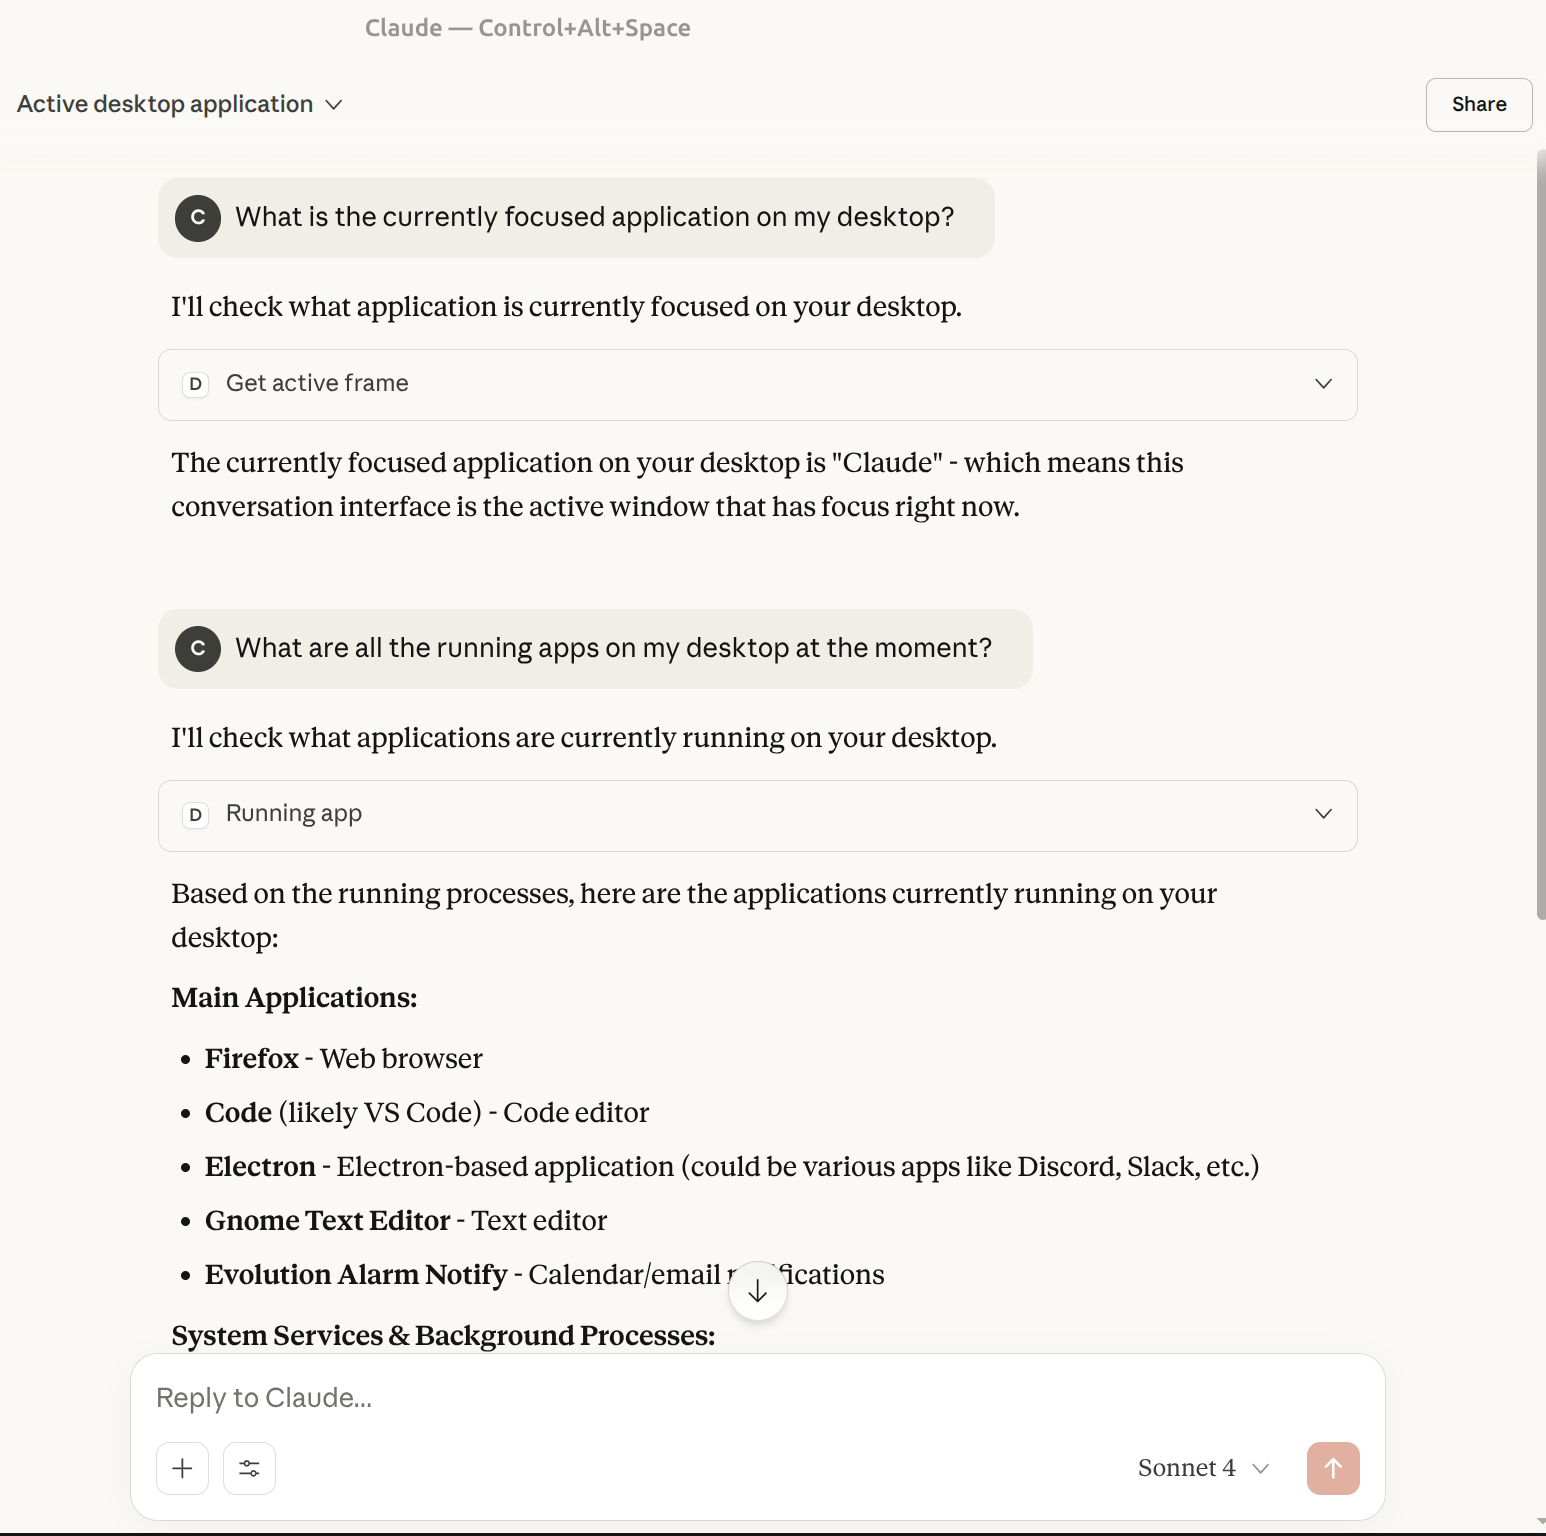 Claude — Control+Alt+Space
Active desktop application
Share
C
What is the currently focused application on my desktop?
I'll check what application is currently focused on your desktop.
D
Get active frame
The currently focused application on your desktop is "Claude" - which means this
conversation interface is the active window that has focus right now.
C
What are all the running apps on my desktop at the moment?
I'll check what applications are currently running on your desktop.
D
Running app
Based on the running processes, here are the applications currently running on your
desktop:
Main Applications:
• Firefox - Web browser
• Code (likely VS Code) - Code editor
• Electron - Electron-based application (could be various apps like Discord, Slack, etc.)
• Gnome Text Editor - Text editor
• Evolution Alarm Notify - Calendar/email
System Services & Background Processes:
Reply to Claude...
Sonnet 4